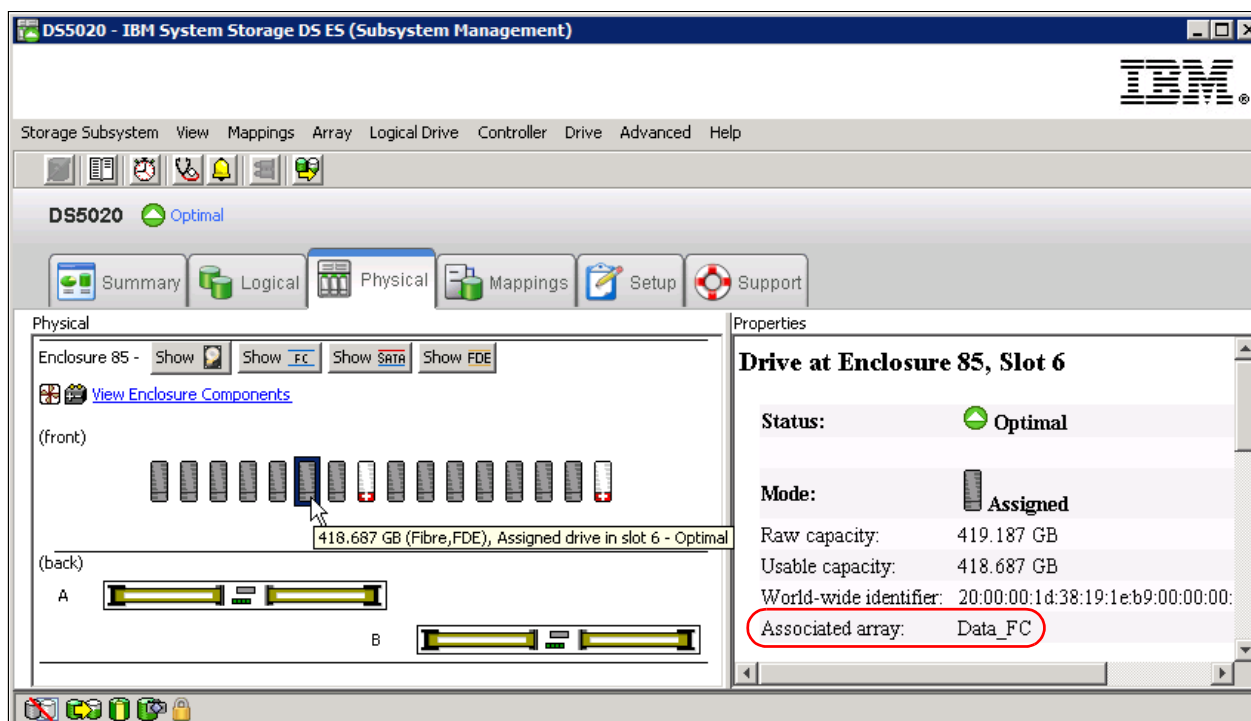 DS5020 - IBM System Storage DS ES (Subsystem Management)
IBM®
Storage Subsystem View Mappings Array Logical Drive Controller Drive Advanced Help
DS5020 Optimal
Summary Logical Physical Mappings Setup Support
Physical
Enclosure 85 - Show Show FC Show SATA Show FDE
View Enclosure Components
(front)
418.687 GB (Fibre,FDE), Assigned drive in slot 6 - Optimal
(back)
A
B
Properties
Drive at Enclosure 85, Slot 6
Status: Optimal
Mode: Assigned
Raw capacity: 419.187 GB
Usable capacity: 418.687 GB
World-wide identifier: 20:00:00:1d:38:19:1e:b9:00:00:00:
Associated array: Data_FC